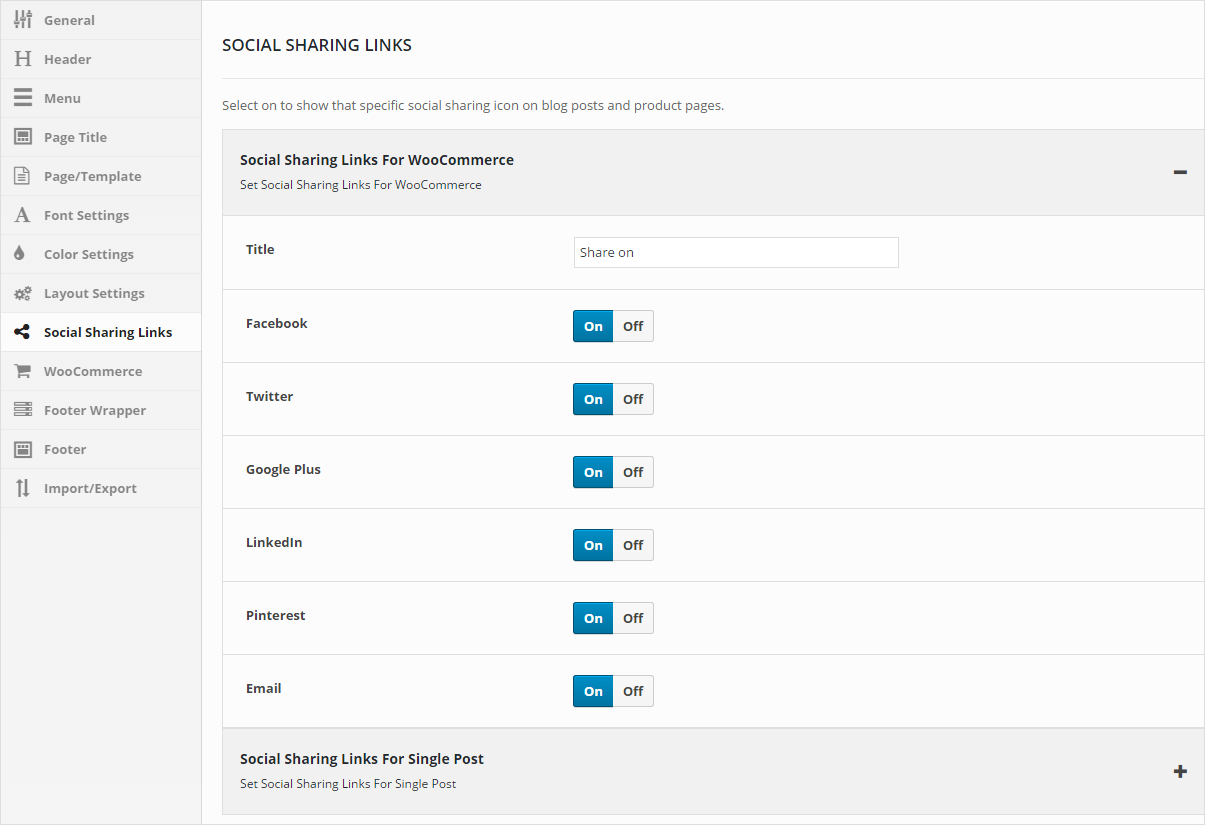 General
Header
Menu
Page Title
Page/Template
Font Settings
Color Settings
Layout Settings
Social Sharing Links
WooCommerce
Footer Wrapper
Footer
Import/Export
SOCIAL SHARING LINKS
Select on to show that specific social sharing icon on blog posts and product pages.
Social Sharing Links For WooCommerce
Set Social Sharing Links For WooCommerce
Title Share on
Facebook On Off
Twitter On Off
Google Plus On Off
LinkedIn On Off
Pinterest On Off
Email On Off
Social Sharing Links For Single Post
Set Social Sharing Links For Single Post